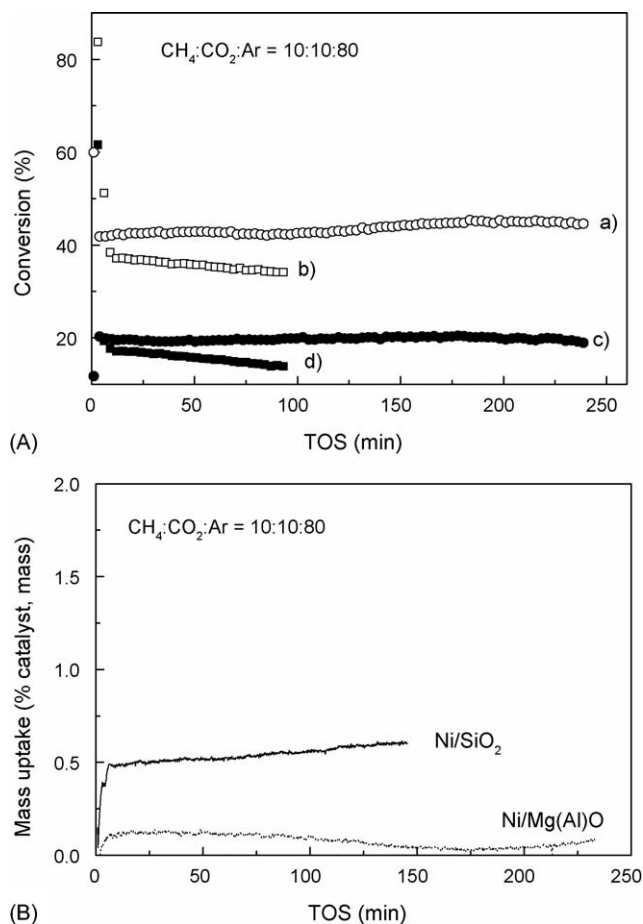 CH₄:CO₂:Ar = 10:10:80
80
60
40
20
Conversion (%)
a)
b)
c)
d)
0 50 100 150 200 250
TOS (min)
(A)
2.0
1.5
1.0
0.5
0.0
Mass uptake (% catalyst, mass)
CH₄:CO₂:Ar = 10:10:80
Ni/SiO₂
Ni/Mg(Al)O
0 50 100 150 200 250
TOS (min)
(B)